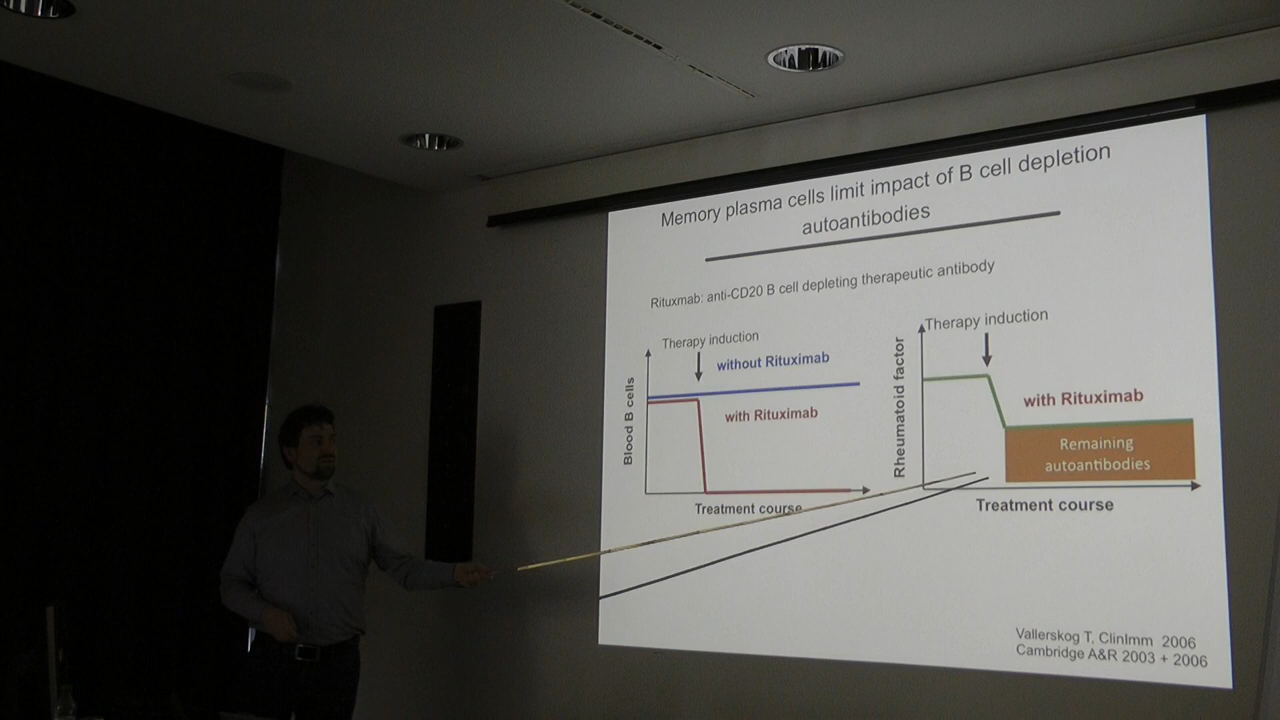 Memory plasma cells limit impact of B cell depletion
autoantibodies
Rituxmab: anti-CD20 B cell depleting therapeutic antibody
Therapy induction
without Rituximab
with Rituximab
Blood B cells
Treatment course
Therapy induction
with Rituximab
Rheumatoid factor
Remaining
autoantibodies
Treatment course
Vallerskog T, ClinImm 2006
Cambridge A&R 2003 + 2006